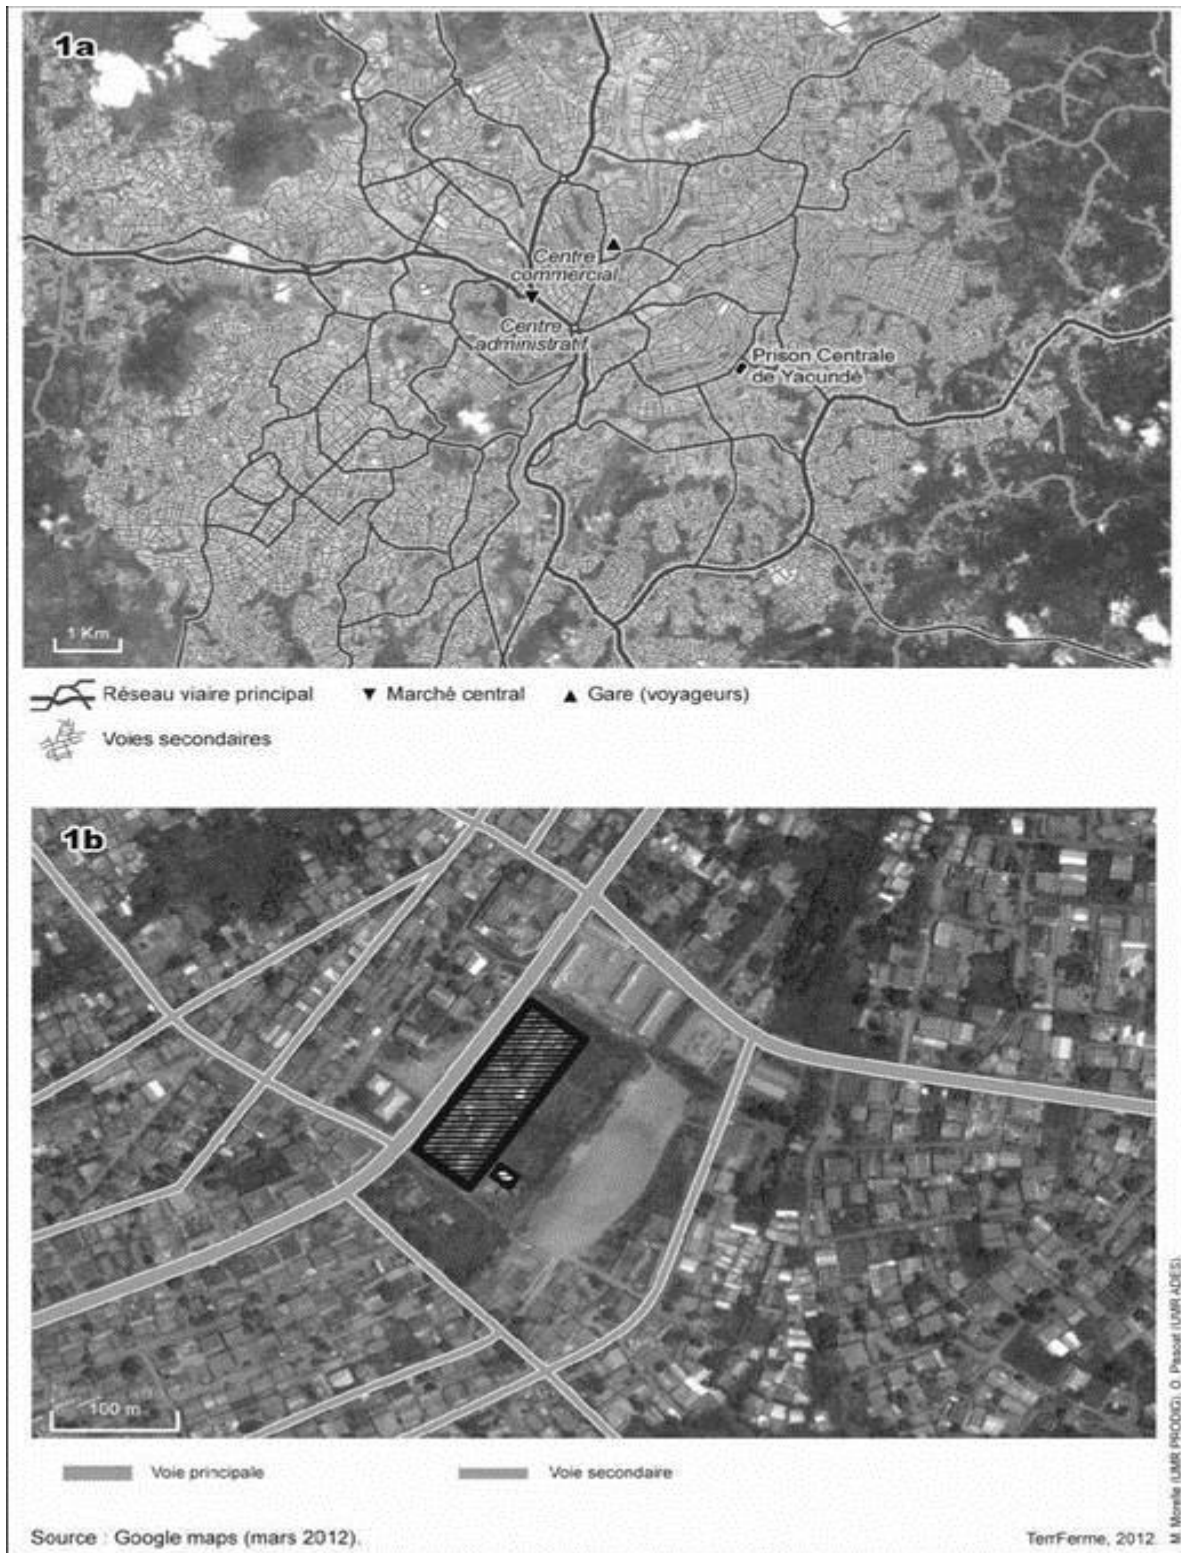 1a
Centre
commercial
Centre
administratif
Prison Centrale
de Yaoundé
1 Km
Réseau viaire principal
Marché central
Gare (voyageurs)
Voies secondaires
1b
100 m
Voie principale
Voie secondaire
Source : Google maps (mars 2012).
TerrFerme, 2012.
M. Morelle (UMR PRODIG), O. Pissoat (UMR ADES).